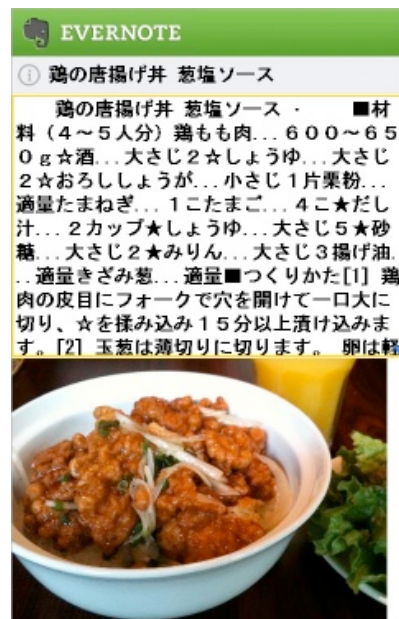 EVERNOTE
鶏の唐揚げ丼 葱塩ソース
鶏の唐揚げ丼 葱塩ソース ・ ■材
料（４～５人分）鶏もも肉...６００～６５
０ｇ☆酒...大さじ２☆しょうゆ...大さじ
２☆おろししょうが...小さじ１片栗粉...
適量たまねぎ...１こたまご...４こ★だし
汁...２カップ★しょうゆ...大さじ５★砂
糖...大さじ２★みりん...大さじ３揚げ油.
..適量きざみ葱...適量■つくりかた[1] 鶏
肉の皮目にフォークで穴を開けて一口大に
切り、☆を揉み込み１５分以上漬け込みま
す。[2] 玉葱は薄切りに切ります。 卵は軽